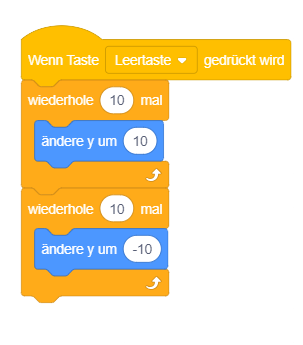 Wenn Taste Leertaste gedrückt wird
wiederhole 10 mal
ändere y um 10
wiederhole 10 mal
ändere y um -10